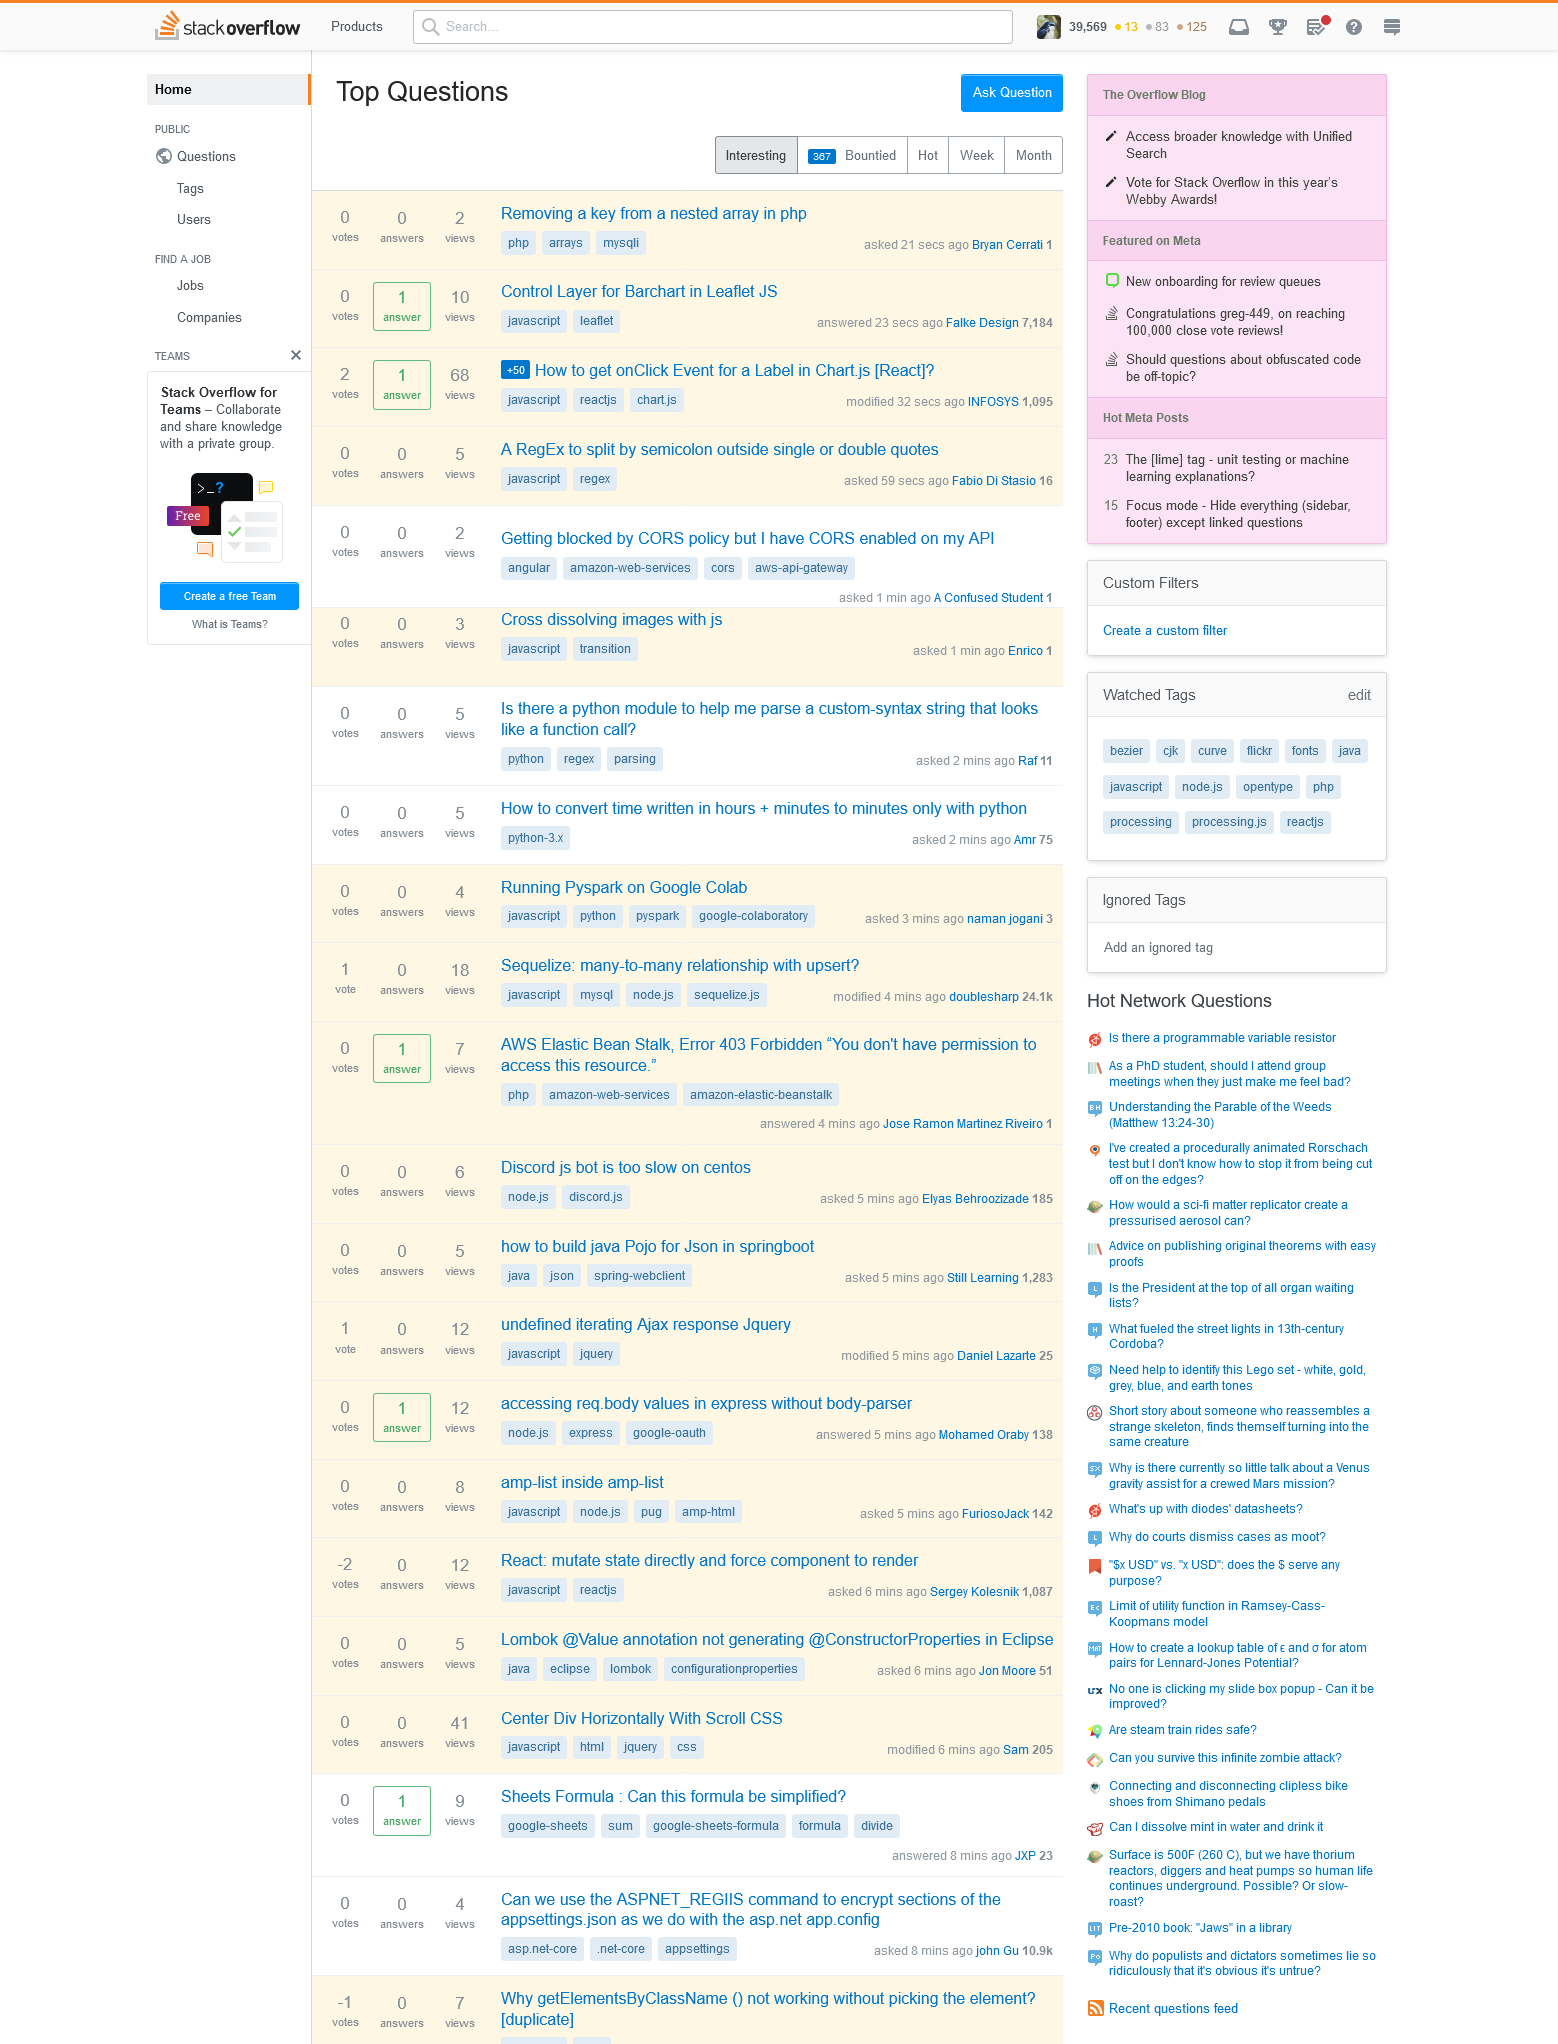 stackoverflow
Products
Search...
39,569 13 83 125
Home
PUBLIC
Questions
Tags
Users
FIND A JOB
Jobs
Companies
TEAMS
Stack Overflow for
Teams – Collaborate
and share knowledge
with a private group.
>_?
Free
Create a free Team
What is Teams?
Top Questions
Ask Question
Interesting
367 Bountied
Hot
Week
Month
0 votes 0 answers 2 views
Removing a key from a nested array in php
php arrays mysqli
asked 21 secs ago Bryan Cerrati 1
0 votes 1 answer 10 views
Control Layer for Barchart in Leaflet JS
javascript leaflet
answered 23 secs ago Falke Design 7,184
2 votes 1 answer 68 views
+50 How to get onClick Event for a Label in Chart.js [React]?
javascript reactjs chart.js
modified 32 secs ago INFOSYS 1,095
0 votes 0 answers 5 views
A RegEx to split by semicolon outside single or double quotes
javascript regex
asked 59 secs ago Fabio Di Stasio 16
0 votes 0 answers 2 views
Getting blocked by CORS policy but I have CORS enabled on my API
angular amazon-web-services cors aws-api-gateway
asked 1 min ago A Confused Student 1
0 votes 0 answers 3 views
Cross dissolving images with js
javascript transition
asked 1 min ago Enrico 1
0 votes 0 answers 5 views
Is there a python module to help me parse a custom-syntax string that looks
like a function call?
python regex parsing
asked 2 mins ago Raf 11
0 votes 0 answers 5 views
How to convert time written in hours + minutes to minutes only with python
python-3.x
asked 2 mins ago Amr 75
0 votes 0 answers 4 views
Running Pyspark on Google Colab
javascript python pyspark google-colaboratory
asked 3 mins ago naman jogani 3
1 vote 0 answers 18 views
Sequelize: many-to-many relationship with upsert?
javascript mysql node.js sequelize.js
modified 4 mins ago doublesharp 24.1k
0 votes 1 answer 7 views
AWS Elastic Bean Stalk, Error 403 Forbidden “You don't have permission to
access this resource.”
php amazon-web-services amazon-elastic-beanstalk
answered 4 mins ago Jose Ramon Martinez Riveiro 1
0 votes 0 answers 6 views
Discord js bot is too slow on centos
node.js discord.js
asked 5 mins ago Elyas Behroozizade 185
0 votes 0 answers 5 views
how to build java Pojo for Json in springboot
java json spring-webclient
asked 5 mins ago Still Learning 1,283
1 vote 0 answers 12 views
undefined iterating Ajax response Jquery
javascript jquery
modified 5 mins ago Daniel Lazarte 25
0 votes 1 answer 12 views
accessing req.body values in express without body-parser
node.js express google-oauth
answered 5 mins ago Mohamed Oraby 138
0 votes 0 answers 8 views
amp-list inside amp-list
javascript node.js pug amp-html
asked 5 mins ago FuriosoJack 142
-2 votes 0 answers 12 views
React: mutate state directly and force component to render
javascript reactjs
asked 6 mins ago Sergey Kolesnik 1,087
0 votes 0 answers 5 views
Lombok @Value annotation not generating @ConstructorProperties in Eclipse
java eclipse lombok configurationproperties
asked 6 mins ago Jon Moore 51
0 votes 0 answers 41 views
Center Div Horizontally With Scroll CSS
javascript html jquery css
modified 6 mins ago Sam 205
0 votes 1 answer 9 views
Sheets Formula : Can this formula be simplified?
google-sheets sum google-sheets-formula formula divide
answered 8 mins ago JXP 23
0 votes 0 answers 4 views
Can we use the ASPNET_REGIIS command to encrypt sections of the
appsettings.json as we do with the asp.net app.config
asp.net-core .net-core appsettings
asked 8 mins ago john Gu 10.9k
-1 votes 0 answers 7 views
Why getElementsByClassName () not working without picking the element?
[duplicate]
The Overflow Blog
Access broader knowledge with Unified
Search
Vote for Stack Overflow in this year’s
Webby Awards!
Featured on Meta
New onboarding for review queues
Congratulations greg-449, on reaching
100,000 close vote reviews!
Should questions about obfuscated code
be off-topic?
Hot Meta Posts
23 The [lime] tag - unit testing or machine
learning explanations?
15 Focus mode - Hide everything (sidebar,
footer) except linked questions
Custom Filters
Create a custom filter
Watched Tags
edit
bezier cjk curve flickr fonts java
javascript node.js opentype php
processing processing.js reactjs
Ignored Tags
Add an ignored tag
Hot Network Questions
Is there a programmable variable resistor
As a PhD student, should I attend group
meetings when they just make me feel bad?
Understanding the Parable of the Weeds
(Matthew 13:24-30)
I've created a procedurally animated Rorschach
test but I don't know how to stop it from being cut
off on the edges?
How would a sci-fi matter replicator create a
pressurised aerosol can?
Advice on publishing original theorems with easy
proofs
Is the President at the top of all organ waiting
lists?
What fueled the street lights in 13th-century
Cordoba?
Need help to identify this Lego set - white, gold,
grey, blue, and earth tones
Short story about someone who reassembles a
strange skeleton, finds themself turning into the
same creature
Why is there currently so little talk about a Venus
gravity assist for a crewed Mars mission?
What's up with diodes' datasheets?
Why do courts dismiss cases as moot?
"$x USD" vs. "x USD": does the $ serve any
purpose?
Limit of utility function in Ramsey-Cass-
Koopmans model
How to create a lookup table of ϵ and σ for atom
pairs for Lennard-Jones Potential?
No one is clicking my slide box popup - Can it be
improved?
Are steam train rides safe?
Can you survive this infinite zombie attack?
Connecting and disconnecting clipless bike
shoes from Shimano pedals
Can I dissolve mint in water and drink it
Surface is 500F (260 C), but we have thorium
reactors, diggers and heat pumps so human life
continues underground. Possible? Or slow-
roast?
Pre-2010 book: "Jaws" in a library
Why do populists and dictators sometimes lie so
ridiculously that it's obvious it's untrue?
Recent questions feed